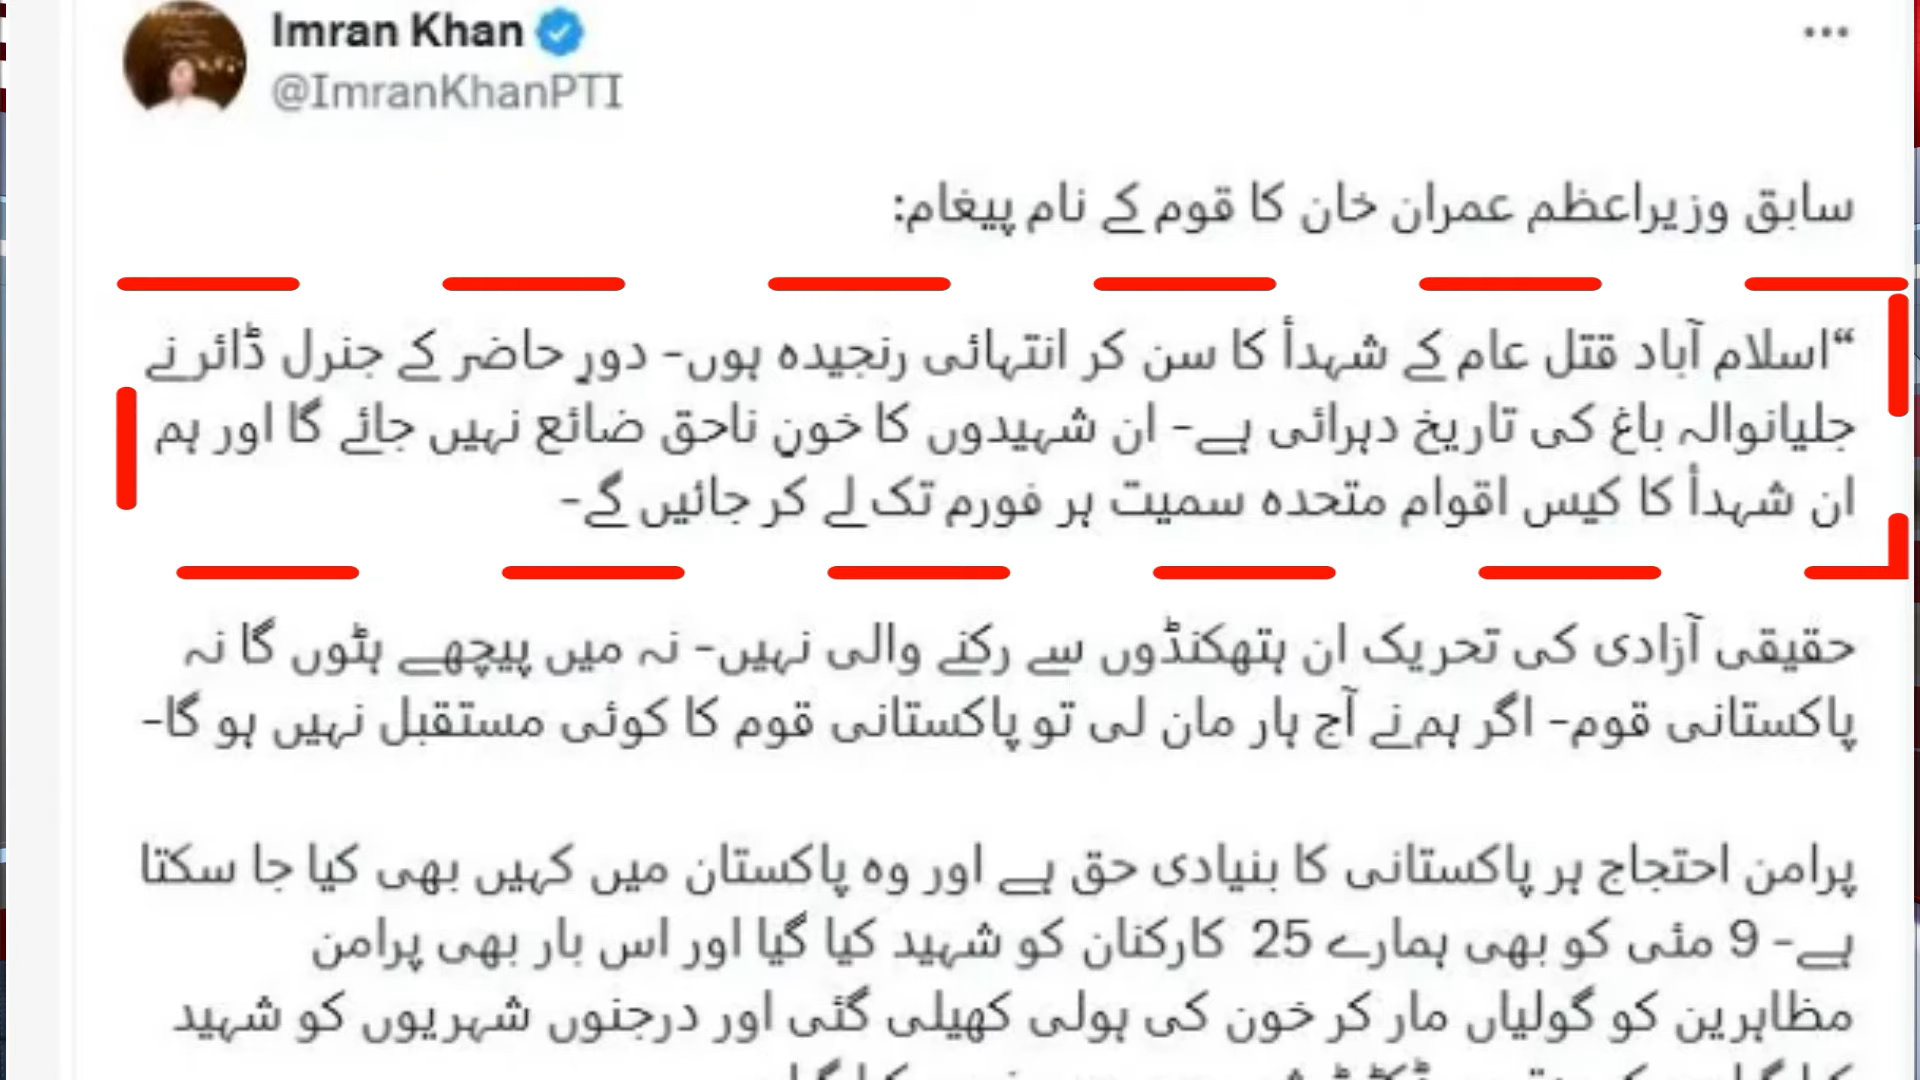 Imran Khan
@ImranKhanPTI
سابق وزیراعظم عمران خان کا قوم کے نام پیغام:
“اسلام آباد قتل عام کے شہدأ کا سن کر انتہائی رنجیدہ ہوں- دورِ حاضر کے جنرل ڈائر نے
جلیانوالہ باغ کی تاریخ دہرائی ہے- ان شہیدوں کا خونِ ناحق ضائع نہیں جائے گا اور ہم
ان شہدأ کا کیس اقوام متحدہ سمیت ہر فورم تک لے کر جائیں گے-
حقیقی آزادی کی تحریک ان ہتھکنڈوں سے رکنے والی نہیں- نہ میں پیچھے ہٹوں گا نہ
پاکستانی قوم- اگر ہم نے آج ہار مان لی تو پاکستانی قوم کا کوئی مستقبل نہیں ہو گا-
پرامن احتجاج ہر پاکستانی کا بنیادی حق ہے اور وہ پاکستان میں کہیں بھی کیا جا سکتا
ہے- 9 مئی کو بھی ہمارے 25 کارکنان کو شہید کیا گیا اور اس بار بھی پرامن
مظاہرین کو گولیاں مار کر خون کی ہولی کھیلی گئی اور درجنوں شہریوں کو شہید